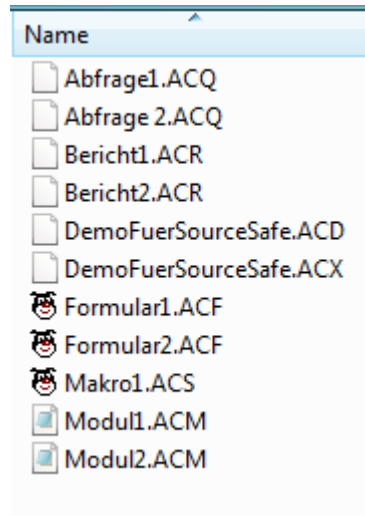 Name
Abfrage1.ACQ
Abfrage 2.ACQ
Bericht1.ACR
Bericht2.ACR
DemoFuerSourceSafe.ACD
DemoFuerSourceSafe.ACX
Formular1.ACF
Formular2.ACF
Makro1.ACS
Modul1.ACM
Modul2.ACM